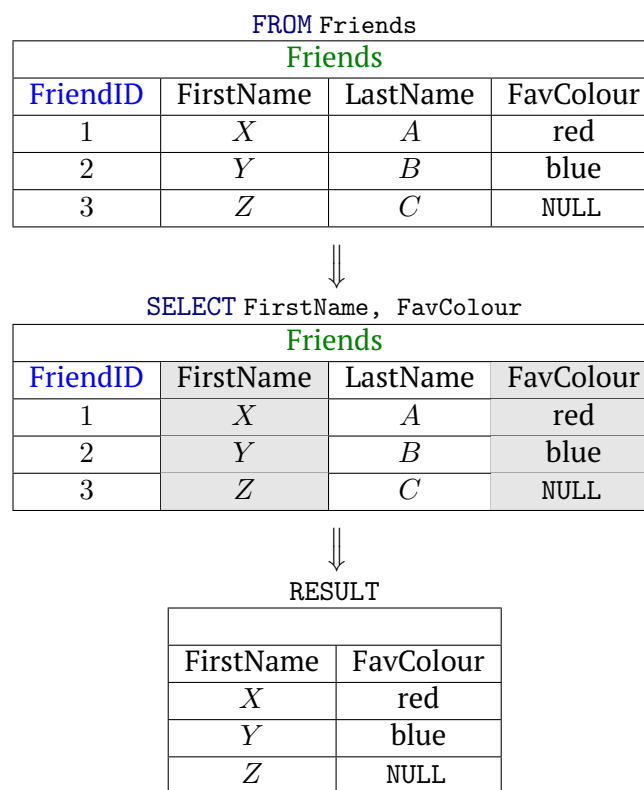 FROM Friends
Friends
FriendID FirstName LastName FavColour
1 X A red
2 Y B blue
3 Z C NULL
⇓
SELECT FirstName, FavColour
Friends
FriendID FirstName LastName FavColour
1 X A red
2 Y B blue
3 Z C NULL
⇓
RESULT
FirstName FavColour
X red
Y blue
Z NULL